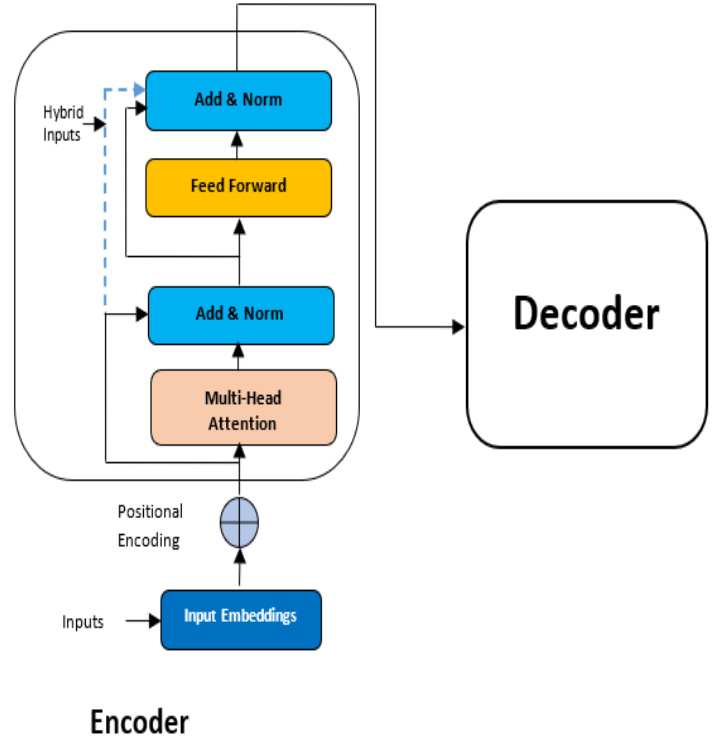 Add & Norm
Hybrid
Inputs
Feed Forward
Add & Norm
Decoder
Multi-Head
Attention
Positional
Encoding
Inputs
Input Embeddings
Encoder